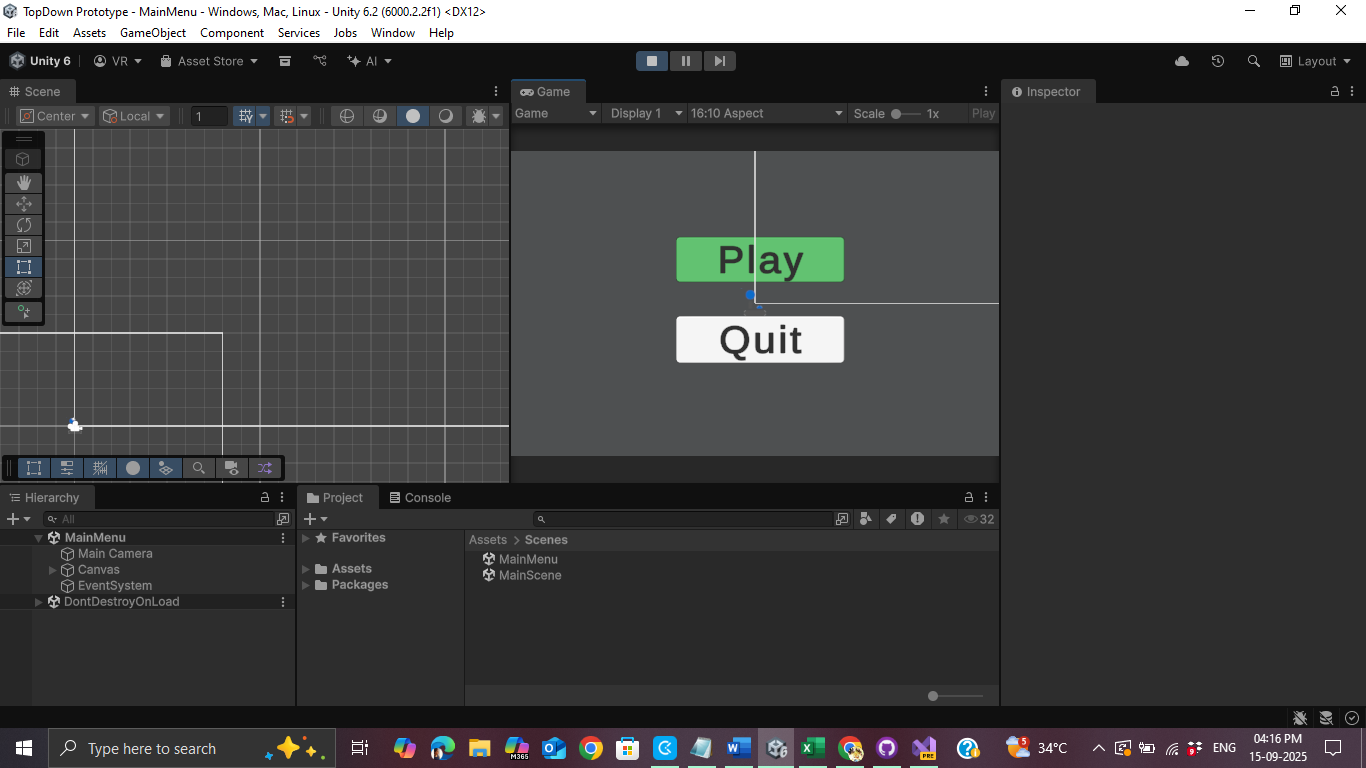 TopDown Prototype - MainMenu - Windows, Mac, Linux - Unity 6.2 (6000.2.2f1) <DX12>
File Edit Assets GameObject Component Services Jobs Window Help
Unity 6 VR Asset Store AI Layout
Scene
Center Local 1
Game
Game Display 1 16:10 Aspect Scale 1x Play
Inspector
Play
Quit
Hierarchy
All
MainMenu
Main Camera
Canvas
EventSystem
DontDestroyOnLoad
Project Console
32
Favorites
Assets
Packages
Assets > Scenes
MainMenu
MainScene
Type here to search
M365
PRE
5
34°C
9
ENG
04:16 PM
15-09-2025